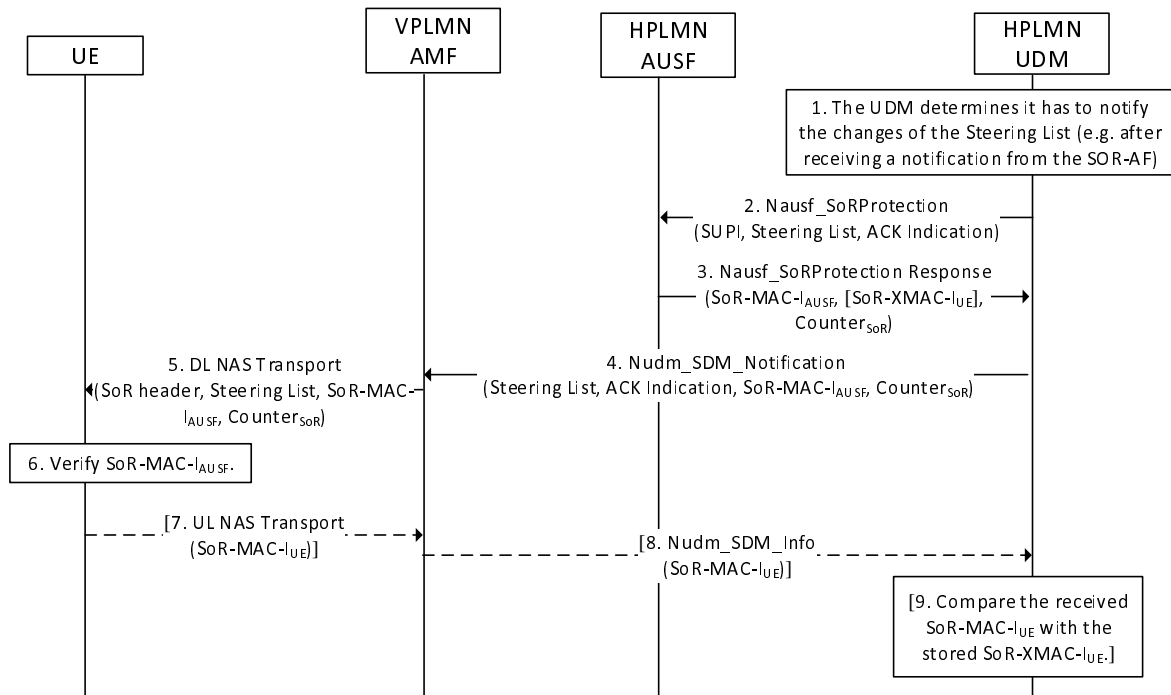 UE
VPLMN
AMF
HPLMN
AUSF
HPLMN
UDM
1. The UDM determines it has to notify
the changes of the Steering List (e.g. after
receiving a notification from the SOR-AF)
2. Nausf_SoRProtection
(SUPI, Steering List, ACK Indication)
3. Nausf_SoRProtection Response
(SoR-MAC-IAUSF, [SoR-XMAC-IUE],
CounterSoR)
4. Nudm_SDM_Notification
(Steering List, ACK Indication, SoR-MAC-IAUSF, CounterSoR)
5. DL NAS Transport
(SoR header, Steering List, SoR-MAC-
IAUSF, CounterSoR)
6. Verify SoR-MAC-IAUSF.
[7. UL NAS Transport
(SoR-MAC-IUE)]
[8. Nudm_SDM_Info
(SoR-MAC-IUE)]
[9. Compare the received
SoR-MAC-IUE with the
stored SoR-XMAC-IUE.]